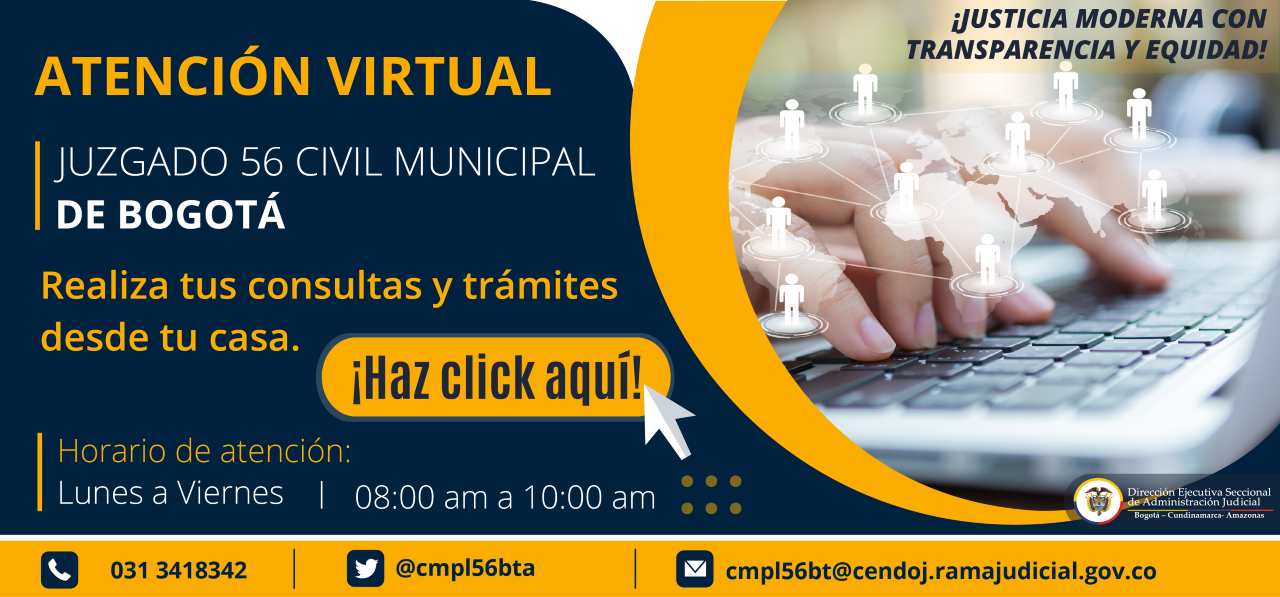 ¡JUSTICIA MODERNA CON
TRANSPARENCIA Y EQUIDAD!
ATENCIÓN VIRTUAL
JUZGADO 56 CIVIL MUNICIPAL
DE BOGOTÁ
Realiza tus consultas y trámites
desde tu casa.
¡Haz click aquí!
Horario de atención:
Lunes a Viernes | 08:00 am a 10:00 am
Dirección Ejecutiva Seccional
de Administración Judicial
Bogotá – Cundinamarca- Amazonas
031 3418342
@cmpl56bta
cmpl56bt@cendoj.ramajudicial.gov.co